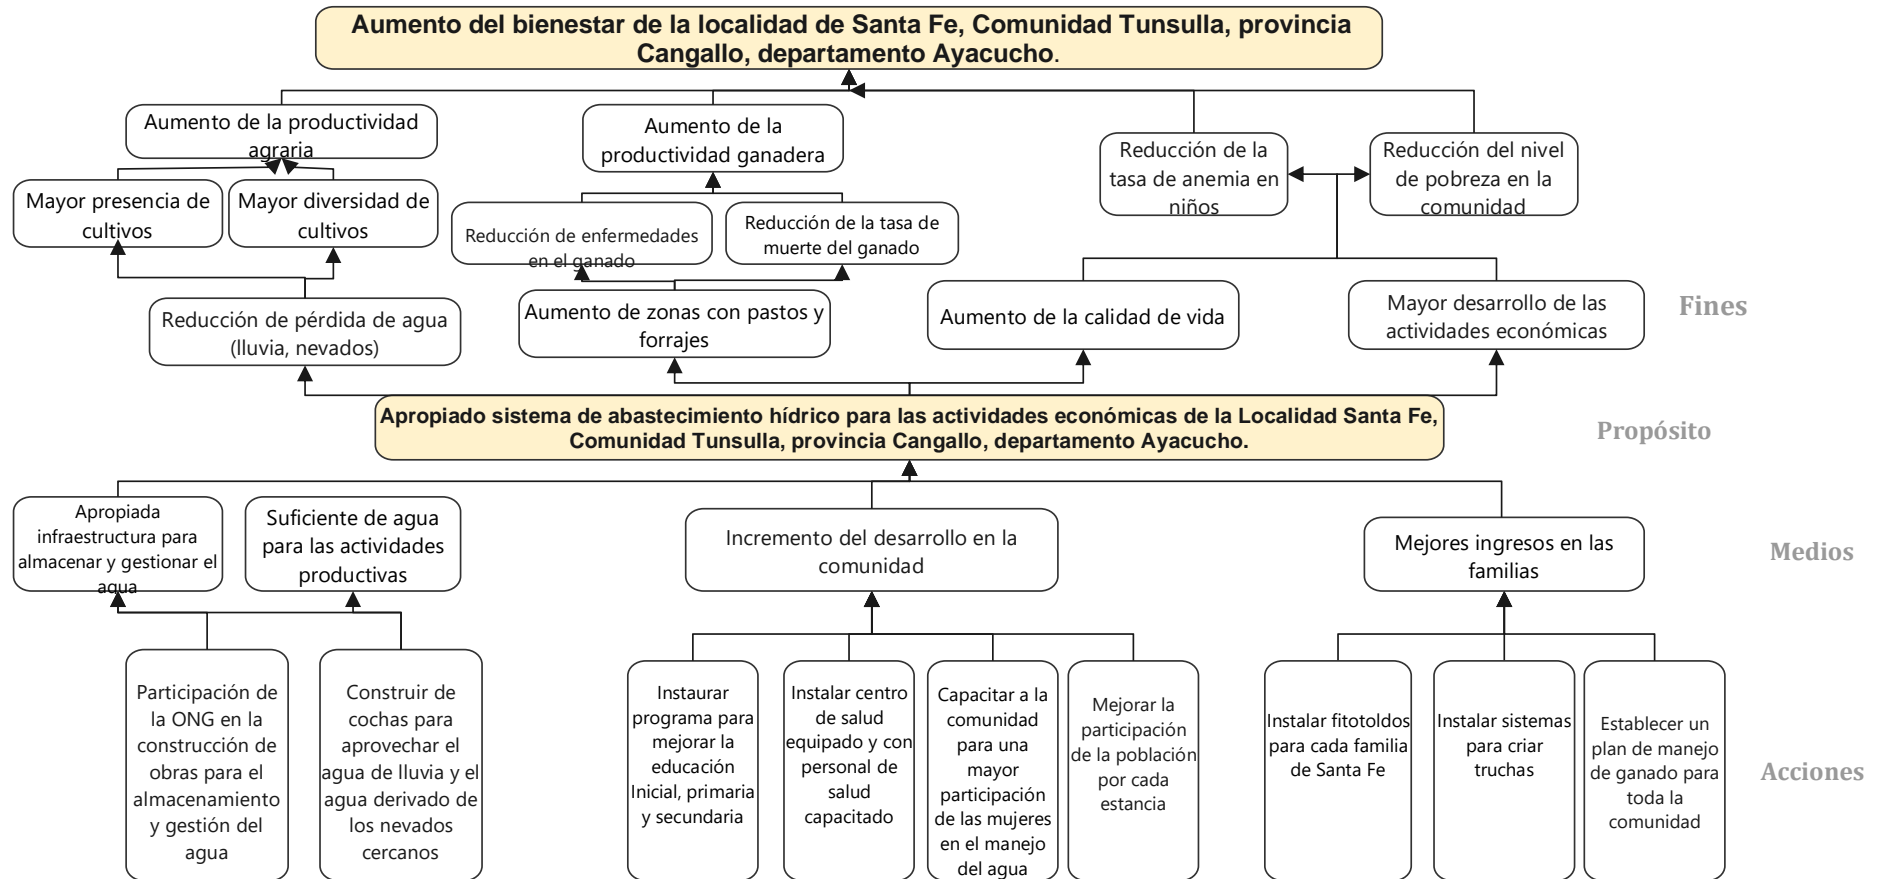 Aumento del bienestar de la localidad de Santa Fe, Comunidad Tunsulla, provincia
Cangallo, departamento Ayacucho.
Aumento de la productividad
agraria
Aumento de la
productividad ganadera
Reducción de la
tasa de anemia en
niños
Reducción del nivel
de pobreza en la
comunidad
Mayor presencia de
cultivos
Mayor diversidad de
cultivos
Reducción de enfermedades
en el ganado
Reducción de la tasa de
muerte del ganado
Reducción de pérdida de agua
(lluvia, nevados)
Aumento de zonas con pastos y
forrajes
Aumento de la calidad de vida
Mayor desarrollo de las
actividades económicas
Fines
Apropiado sistema de abastecimiento hídrico para las actividades económicas de la Localidad Santa Fe,
Comunidad Tunsulla, provincia Cangallo, departamento Ayacucho.
Propósito
Apropiada
infraestructura para
almacenar y gestionar el
agua
Suficiente de agua
para las actividades
productivas
Incremento del desarrollo en la
comunidad
Mejores ingresos en las
familias
Medios
Participación de
la ONG en la
construcción de
obras para el
almacenamiento
y gestión del
agua
Construir de
cochas para
aprovechar el
agua de lluvia y el
agua derivado de
los nevados
cercanos
Instaurar
programa para
mejorar la
educación
Inicial, primaria
y secundaria
Instalar centro
de salud
equipado y con
personal de
salud
capacitado
Capacitar a la
comunidad
para una
mayor
participación
de las mujeres
en el manejo
del agua
Mejorar la
participación
de la población
por cada
estancia
Instalar fitotoldos
para cada familia
de Santa Fe
Instalar sistemas
para criar
truchas
Establecer un
plan de manejo
de ganado para
toda la
comunidad
Acciones